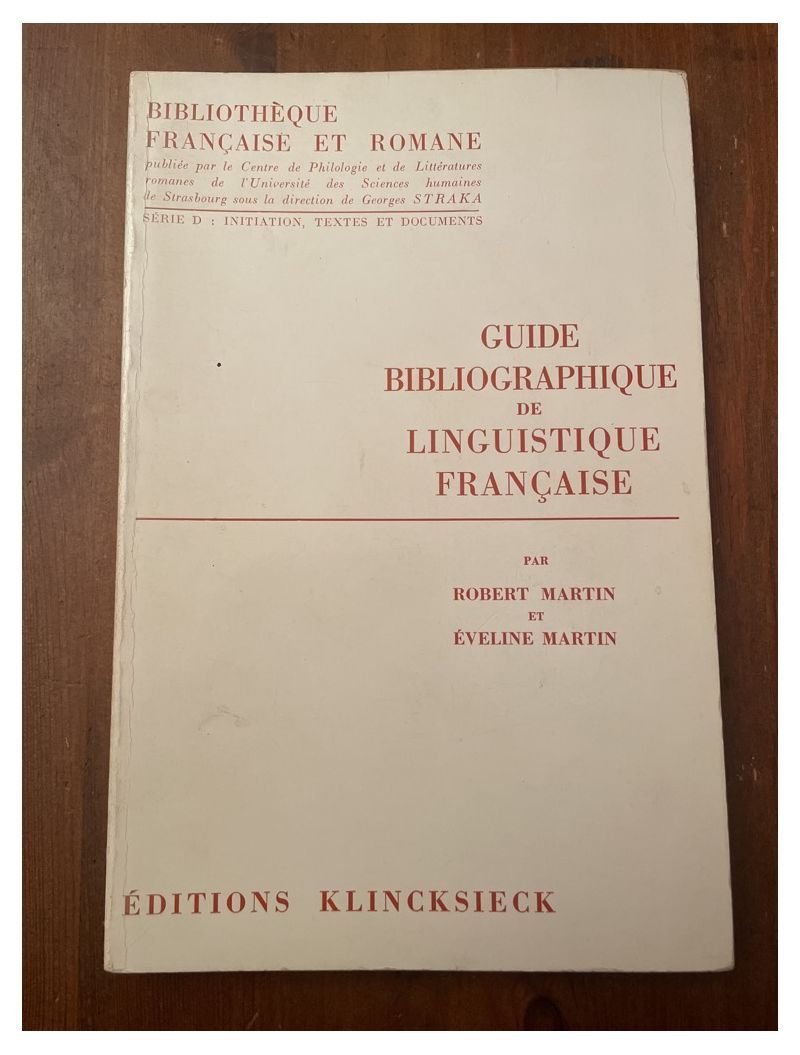 BIBLIOTHÈQUE
FRANÇAISE ET ROMANE
publiée par le Centre de Philologie et de Littératures
romanes de l'Université des Sciences humaines
de Strasbourg sous la direction de Georges STRAKA
SÉRIE D : INITIATION, TEXTES ET DOCUMENTS
GUIDE
BIBLIOGRAPHIQUE
DE
LINGUISTIQUE
FRANÇAISE
PAR
ROBERT MARTIN
ET
ÉVELINE MARTIN
ÉDITIONS KLINCKSIECK